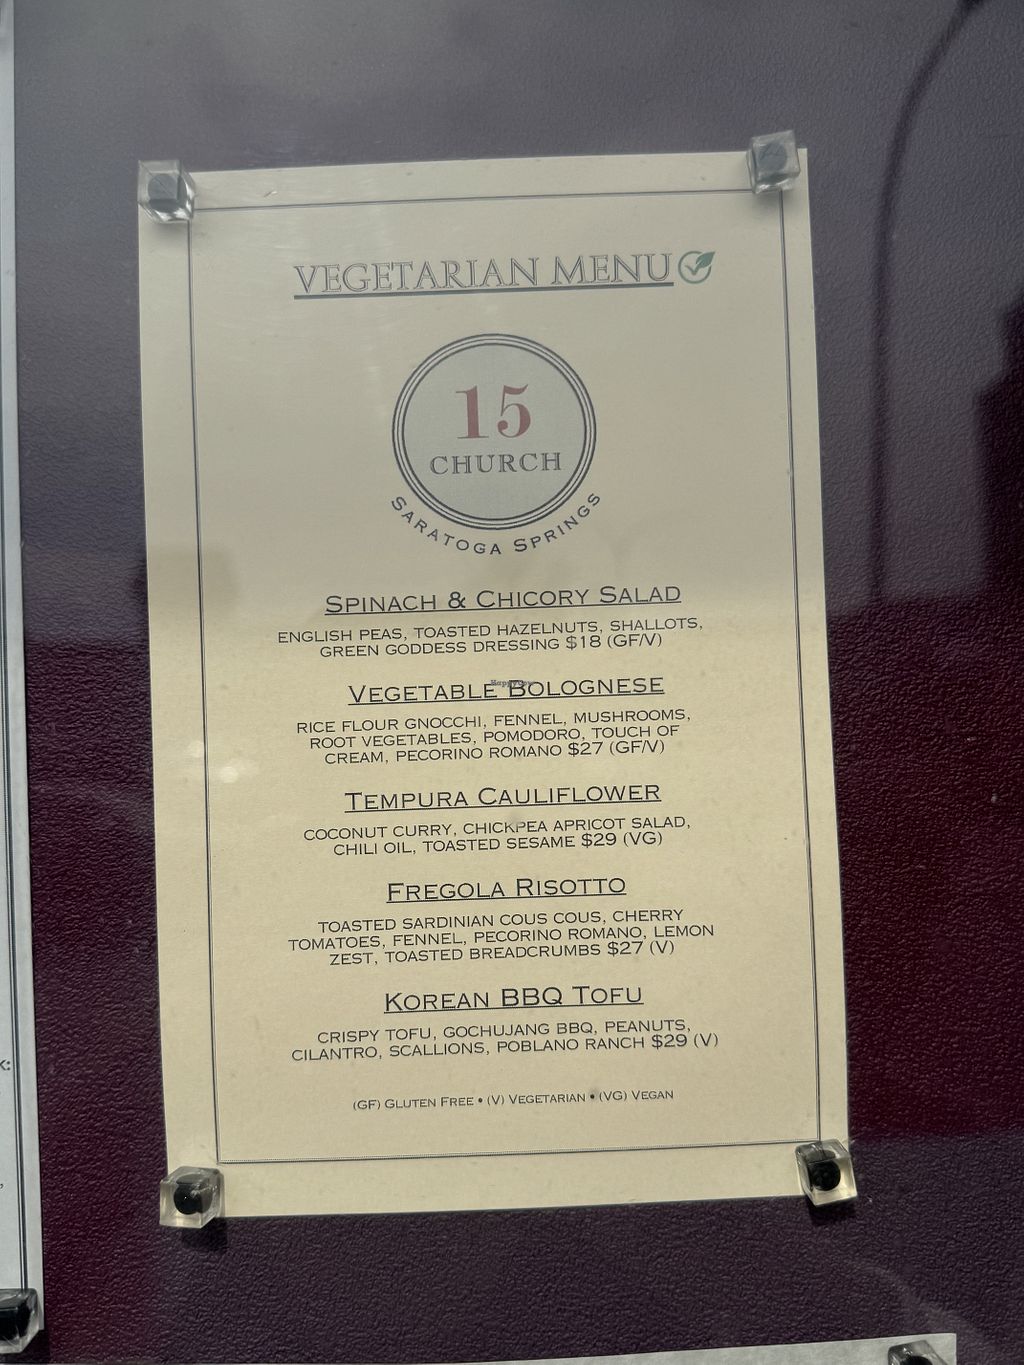 VEGETARIAN MENU
15
CHURCH
SARATOGA SPRINGS
SPINACH & CHICORY SALAD
ENGLISH PEAS, TOASTED HAZELNUTS, SHALLOTS,
GREEN GODDESS DRESSING $18 (GF/V)
HappyCow
VEGETABLE BOLOGNESE
RICE FLOUR GNOCCHI, FENNEL, MUSHROOMS,
ROOT VEGETABLES, POMODORO, TOUCH OF
CREAM, PECORINO ROMANO $27 (GF/V)
TEMPURA CAULIFLOWER
COCONUT CURRY, CHICKPEA APRICOT SALAD,
CHILI OIL, TOASTED SESAME $29 (VG)
FREGOLA RISOTTO
TOASTED SARDINIAN COUS COUS, CHERRY
TOMATOES, FENNEL, PECORINO ROMANO, LEMON
ZEST, TOASTED BREADCRUMBS $27 (V)
KOREAN BBQ TOFU
CRISPY TOFU, GOCHUJANG BBQ, PEANUTS,
CILANTRO, SCALLIONS, POBLANO RANCH $29 (V)
(GF) GLUTEN FREE • (V) VEGETARIAN • (VG) VEGAN